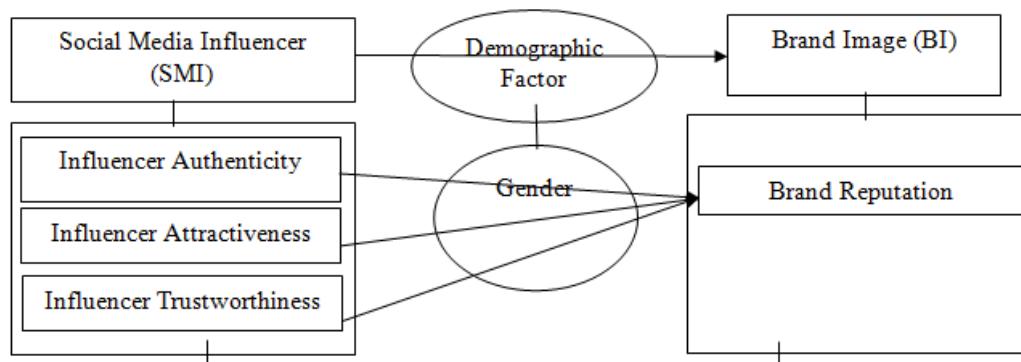 Social Media Influencer
(SMI)
Demographic
Factor
Brand Image (BI)
Influencer Authenticity
Gender
Brand Reputation
Influencer Attractiveness
Influencer Trustworthiness